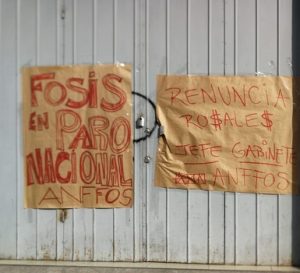 FOSIS
EN PARO
NACIONAL
ANFFOS
RENUNCIA
RO$ALE$
JEFE GABINETE
ANFFOS